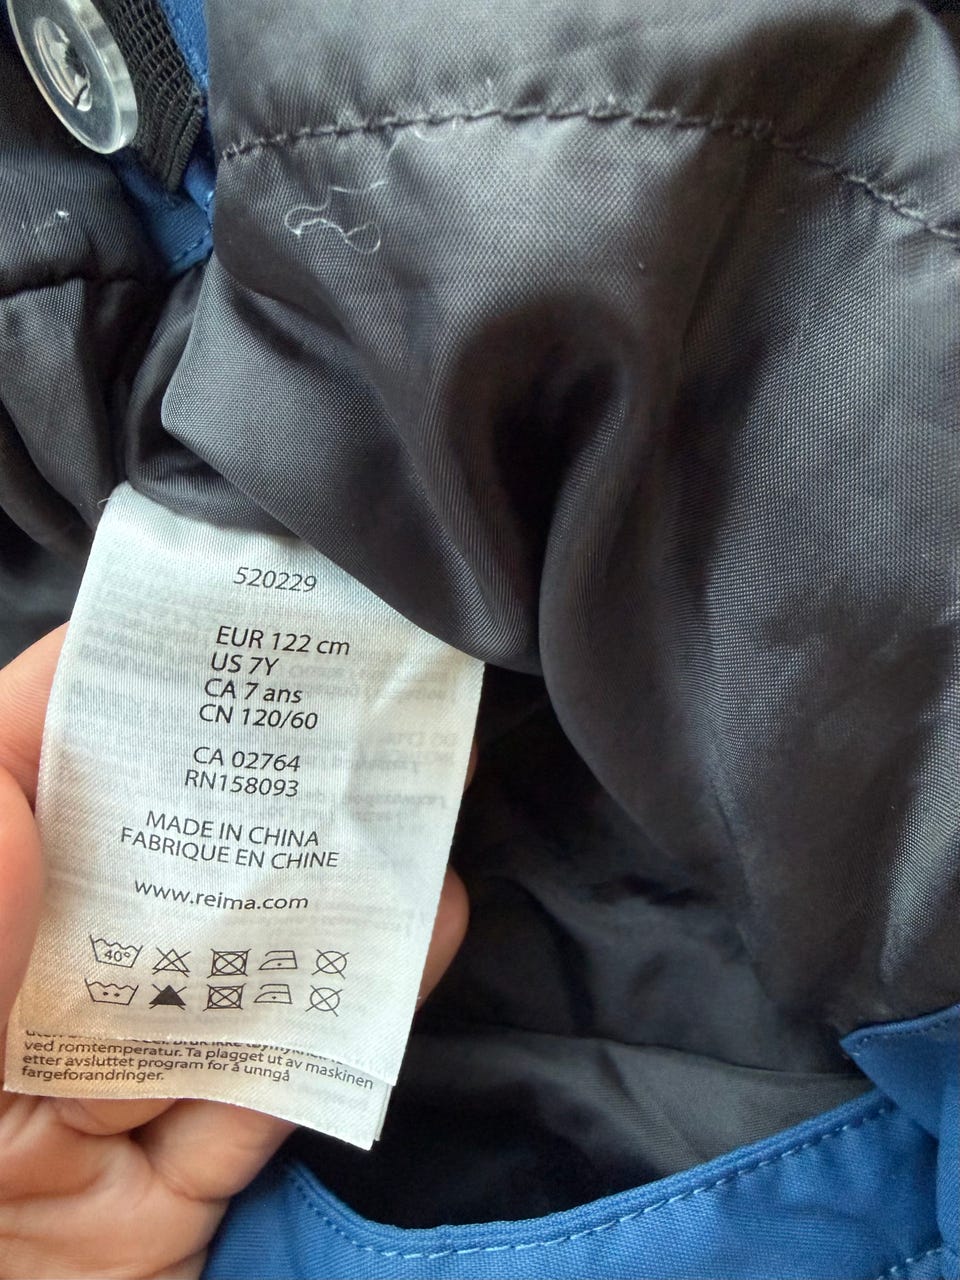 520229
EUR 122 cm
US 7Y
CA 7 ans
CN 120/60
CA 02764
RN158093
MADE IN CHINA
FABRIQUE EN CHINE
www.reima.com
40°
ved romtemperatur. Ta plagget ut av maskinen
etter avsluttet program for å unngå
fargeforandringer.